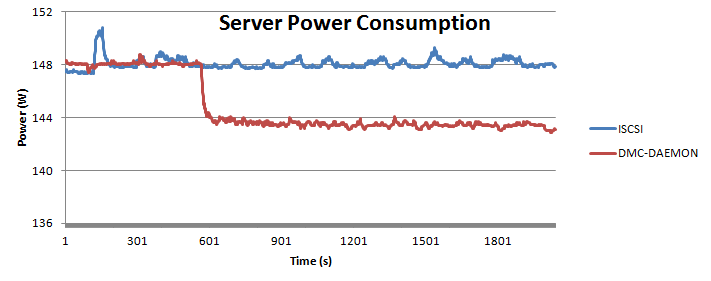 Server Power Consumption
152
148
144
140
136
Power (W)
1 301 601 901 1201 1501 1801
Time (s)
ISCSI
DMC-DAEMON